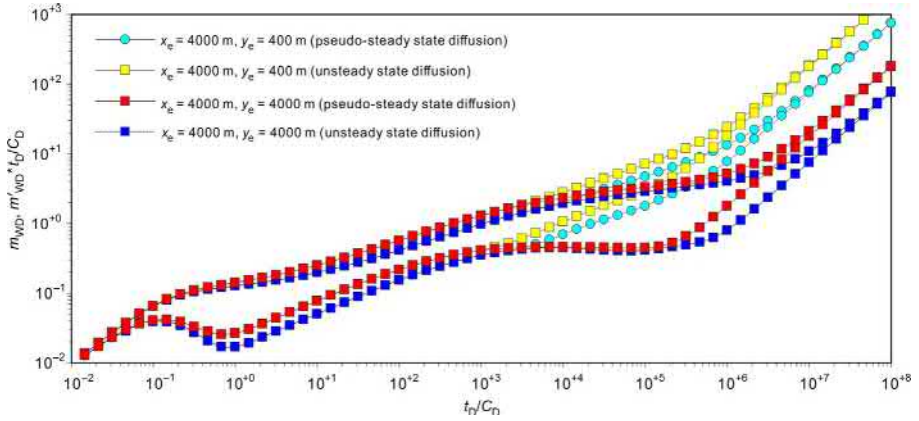 10+3
xe = 4000 m, ye = 400 m (pseudo-steady state diffusion)
xe = 4000 m, ye = 400 m (unsteady state diffusion)
10+2
xe = 4000 m, ye = 4000 m (pseudo-steady state diffusion)
xe = 4000 m, ye = 4000 m (unsteady state diffusion)
10+1
mWD, m′WD*tD/CD
10+0
10−1
10−2
10−2 10−1 10+0 10+1 10+2 10+3 10+4 10+5 10+6 10+7 10+8
tD/CD